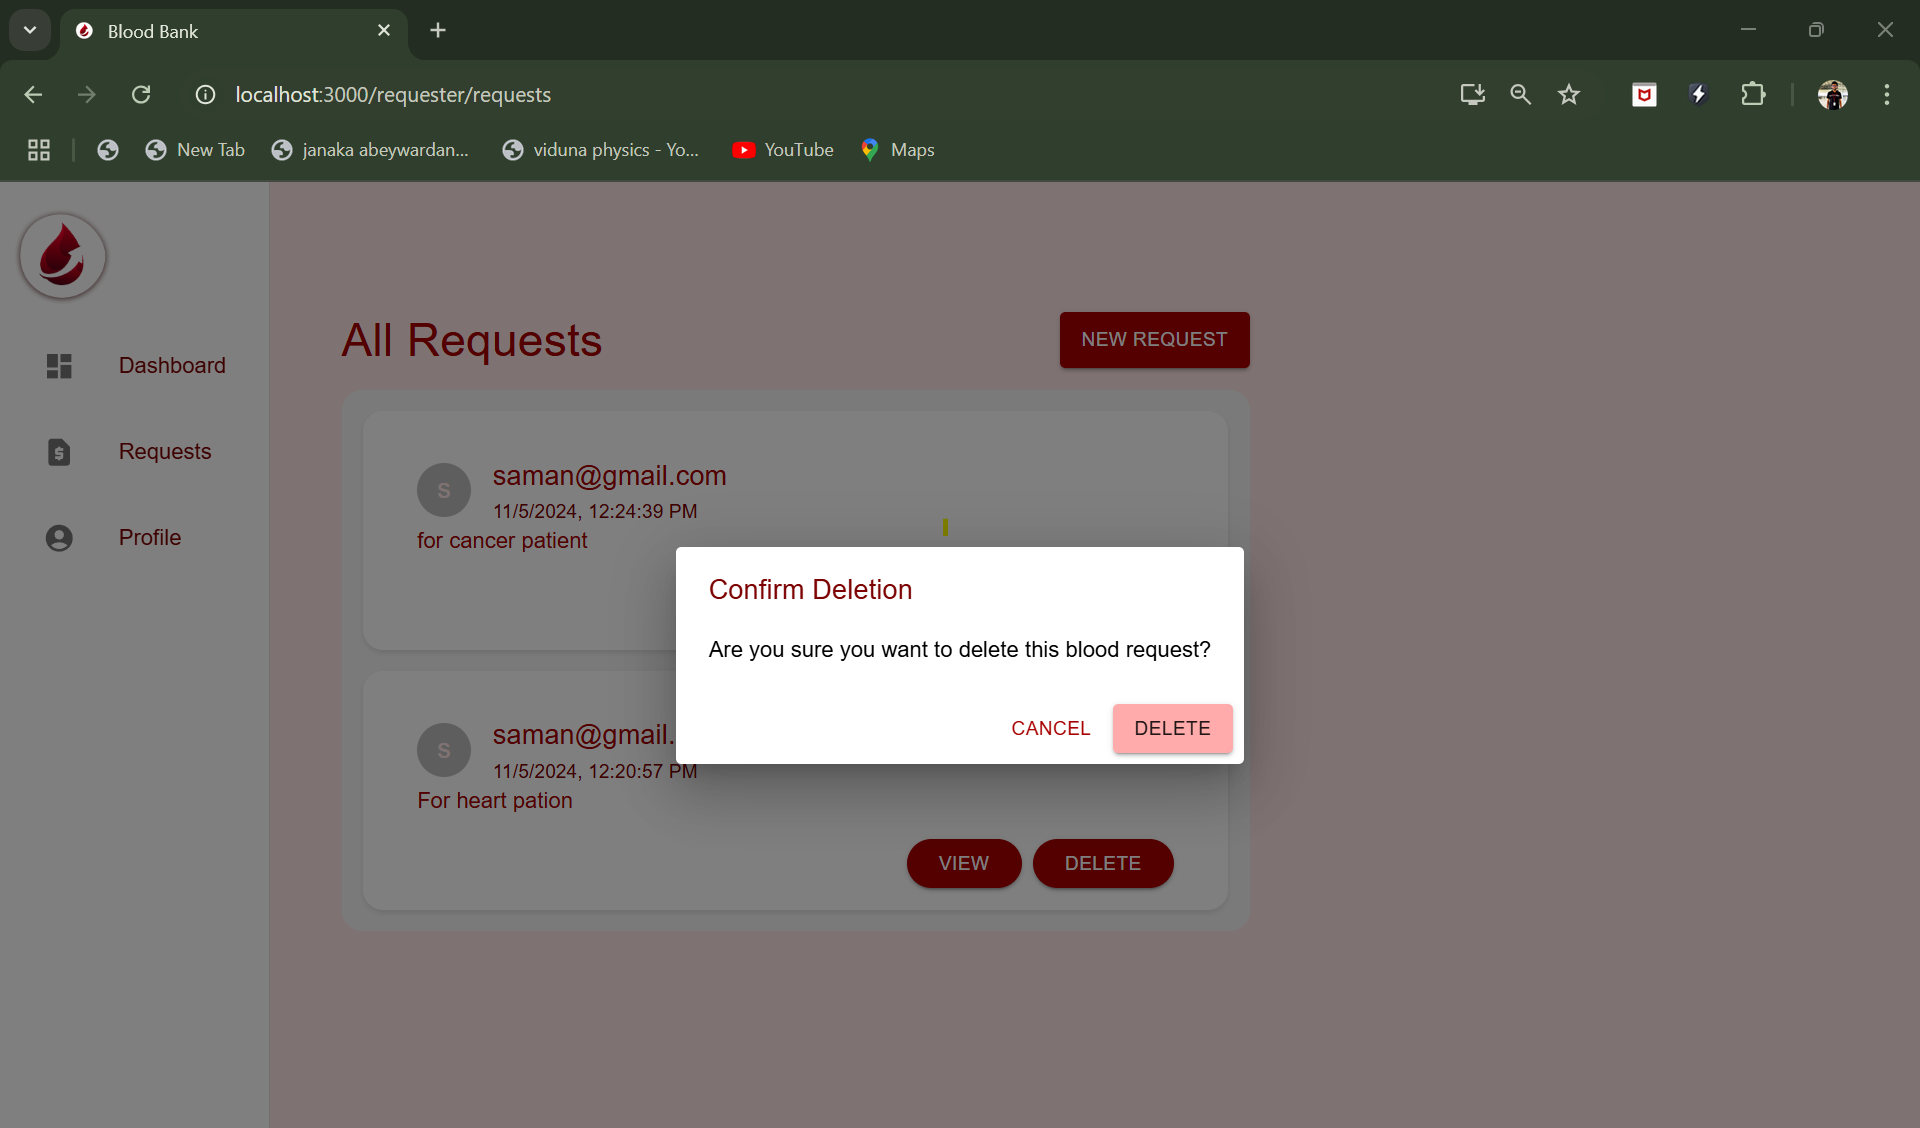 Blood Bank
localhost:3000/requester/requests
New Tab
janaka abeywardan...
viduna physics - Yo...
YouTube
Maps
Dashboard
Requests
Profile
All Requests
NEW REQUEST
S
saman@gmail.com
11/5/2024, 12:24:39 PM
for cancer patient
Confirm Deletion
Are you sure you want to delete this blood request?
CANCEL
DELETE
S
saman@gmail.
11/5/2024, 12:20:57 PM
For heart pation
VIEW
DELETE